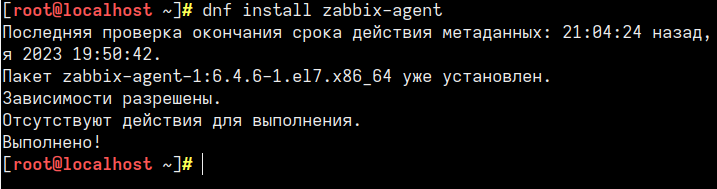 [root@localhost ~]# dnf install zabbix-agent
Последняя проверка окончания срока действия метаданных: 21:04:24 назад,
я 2023 19:50:42.
Пакет zabbix-agent-1:6.4.6-1.el7.x86_64 уже установлен.
Зависимости разрешены.
Отсутствуют действия для выполнения.
Выполнено!
[root@localhost ~]#